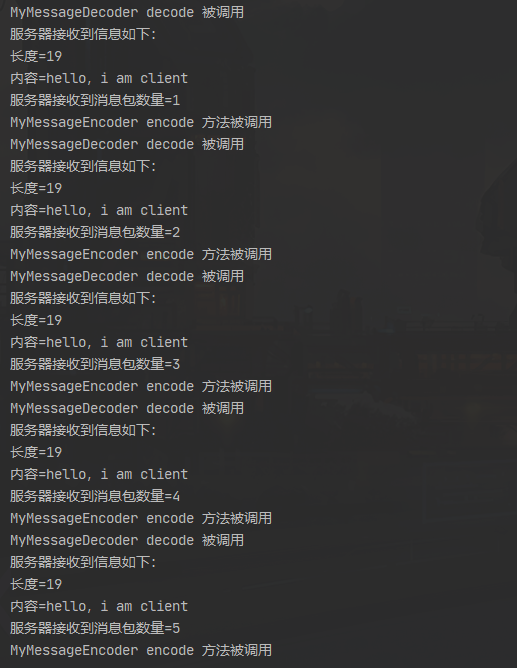 MyMessageDecoder decode 被调用
服务器接收到信息如下:
长度=19
内容=hello, i am client
服务器接收到消息包数量=1
MyMessageEncoder encode 方法被调用
MyMessageDecoder decode 被调用
服务器接收到信息如下:
长度=19
内容=hello, i am client
服务器接收到消息包数量=2
MyMessageEncoder encode 方法被调用
MyMessageDecoder decode 被调用
服务器接收到信息如下:
长度=19
内容=hello, i am client
服务器接收到消息包数量=3
MyMessageEncoder encode 方法被调用
MyMessageDecoder decode 被调用
服务器接收到信息如下:
长度=19
内容=hello, i am client
服务器接收到消息包数量=4
MyMessageEncoder encode 方法被调用
MyMessageDecoder decode 被调用
服务器接收到信息如下:
长度=19
内容=hello, i am client
服务器接收到消息包数量=5
MyMessageEncoder encode 方法被调用